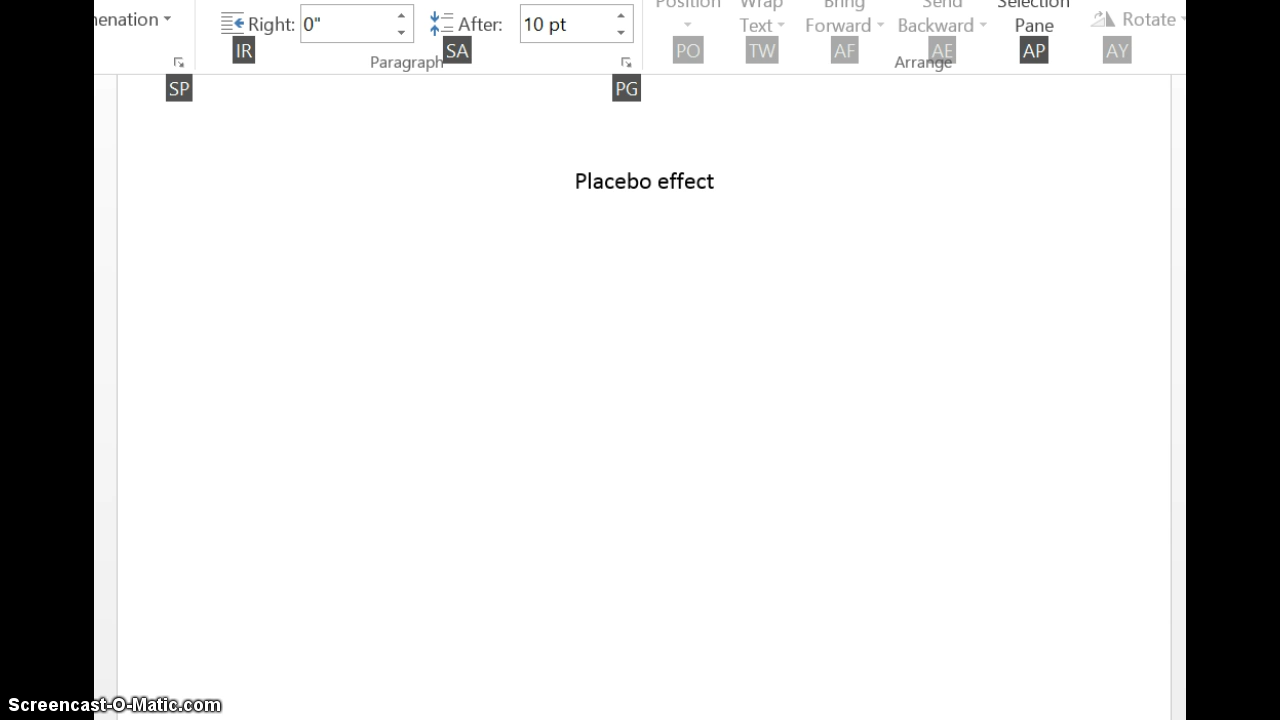 Position Wrap Bring Send Selection
henation Right: 0" After: 10 pt Text Forward Backward Pane Rotate
IR SA PO TW AF AE AP AY
Paragraph Arrange
SP PG
Placebo effect
Screencast-O-Matic.com